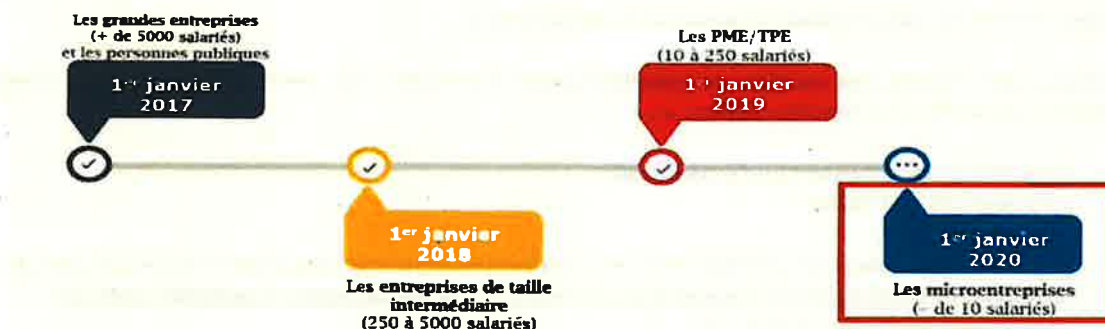 Les grandes entreprises
(+ de 5000 salariés)
et les personnes publiques
1er janvier
2017
1er janvier
2018
Les entreprises de taille
intermédiaire
(250 à 5000 salariés)
Les PME/TPE
(10 à 250 salariés)
1er janvier
2019
1er janvier
2020
Les microentreprises
(- de 10 salariés)